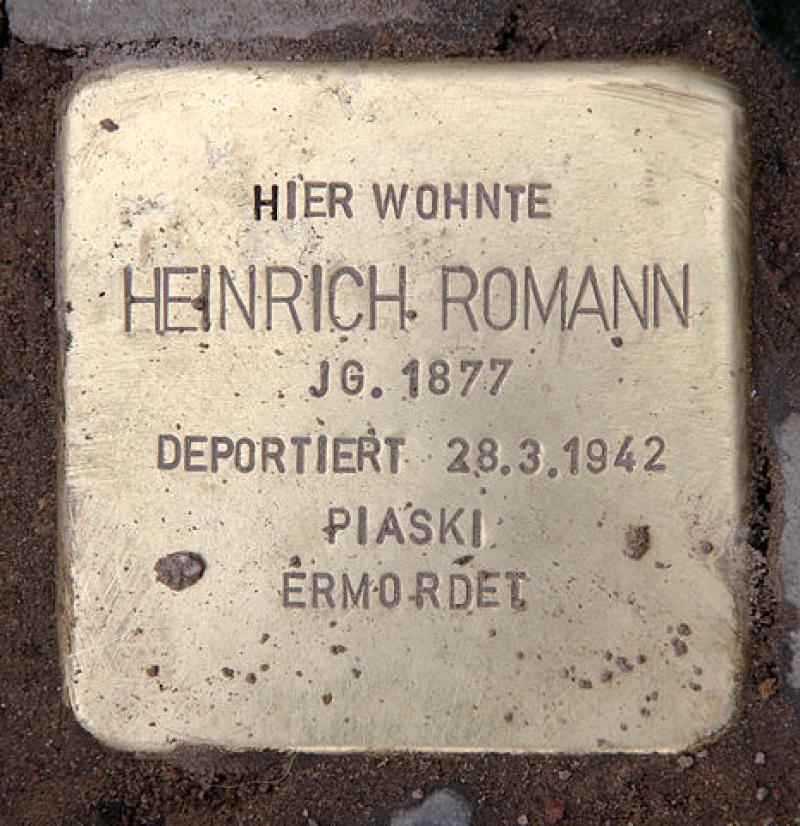 HIER WOHNTE
HEINRICH ROMANN
JG. 1877
DEPORTIERT 28.3.1942
PIASKI
ERMORDET